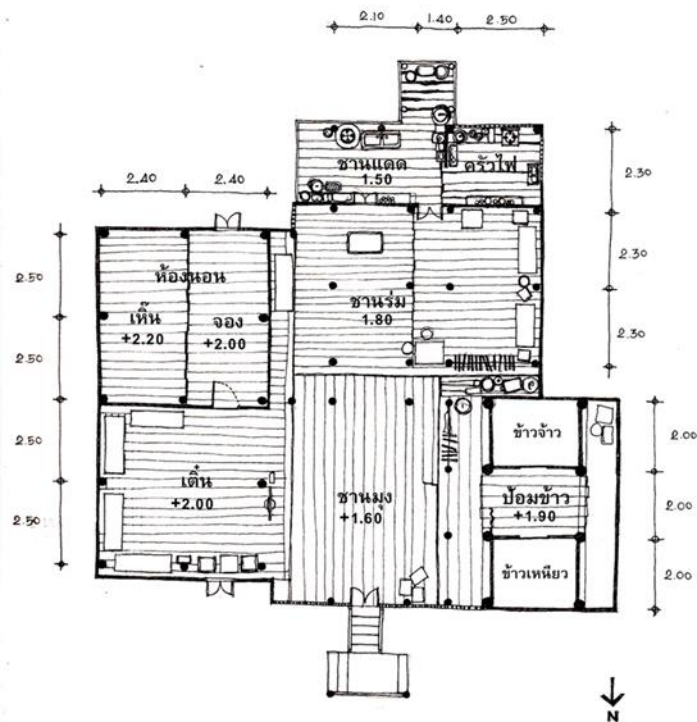 2.10 1.40 2.50
ชานแดด
1.50
ครัวไฟ
2.30
2.40 2.40
2.30
2.30
2.50
2.50
2.50
2.50
ห้องนอน
เหิ๊น
+2.20
จอง
+2.00
ชานร่ม
1.80
เติ๋น
+2.00
ชานมุง
+1.60
ข้าวจ้าว
ป้อมข้าว
+1.90
ข้าวเหนียว
2.00
2.00
2.00
N